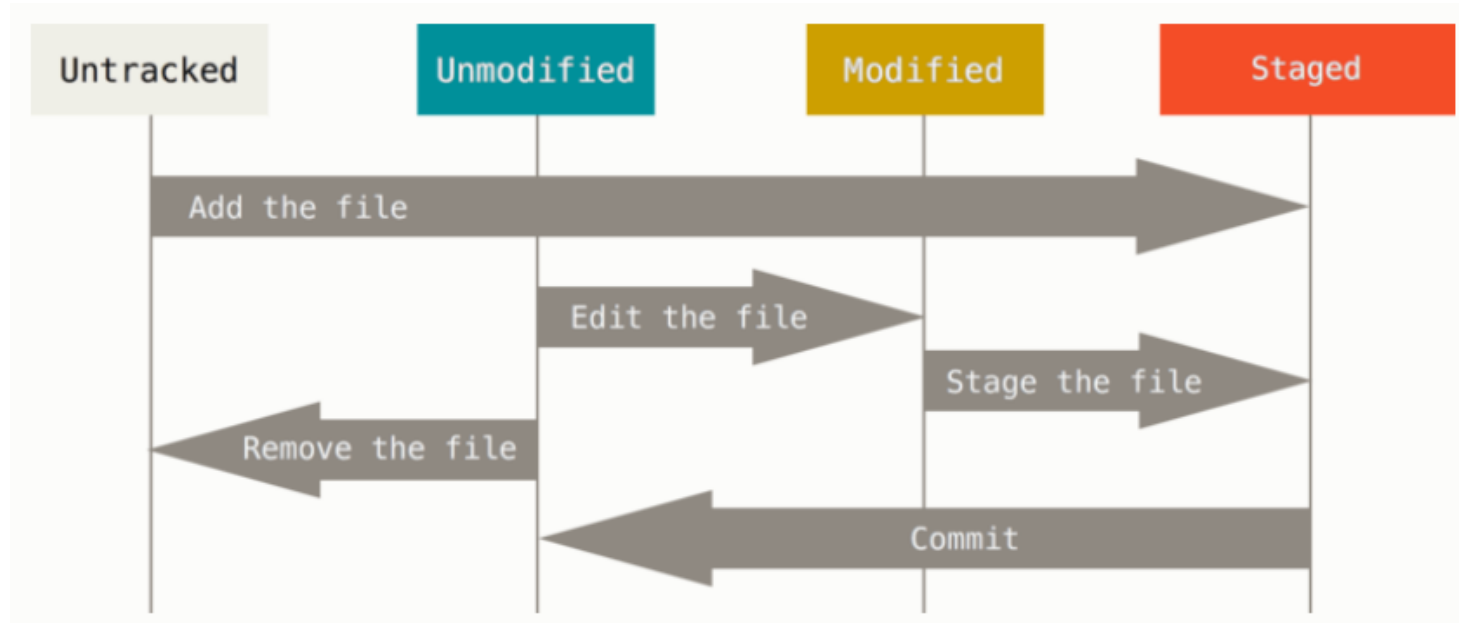 Untracked
Unmodified
Modified
Staged
Add the file
Edit the file
Stage the file
Remove the file
Commit